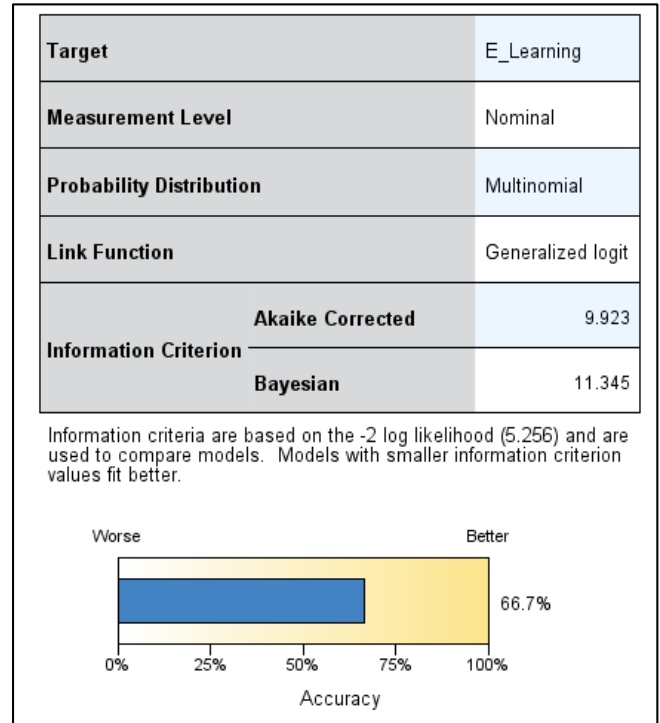 Target E_Learning
Measurement Level Nominal
Probability Distribution Multinomial
Link Function Generalized logit
Akaike Corrected 9.923
Information Criterion
Bayesian 11.345
Information criteria are based on the -2 log likelihood (5.256) and are
used to compare models. Models with smaller information criterion
values fit better.
Worse Better
66.7%
0% 25% 50% 75% 100%
Accuracy